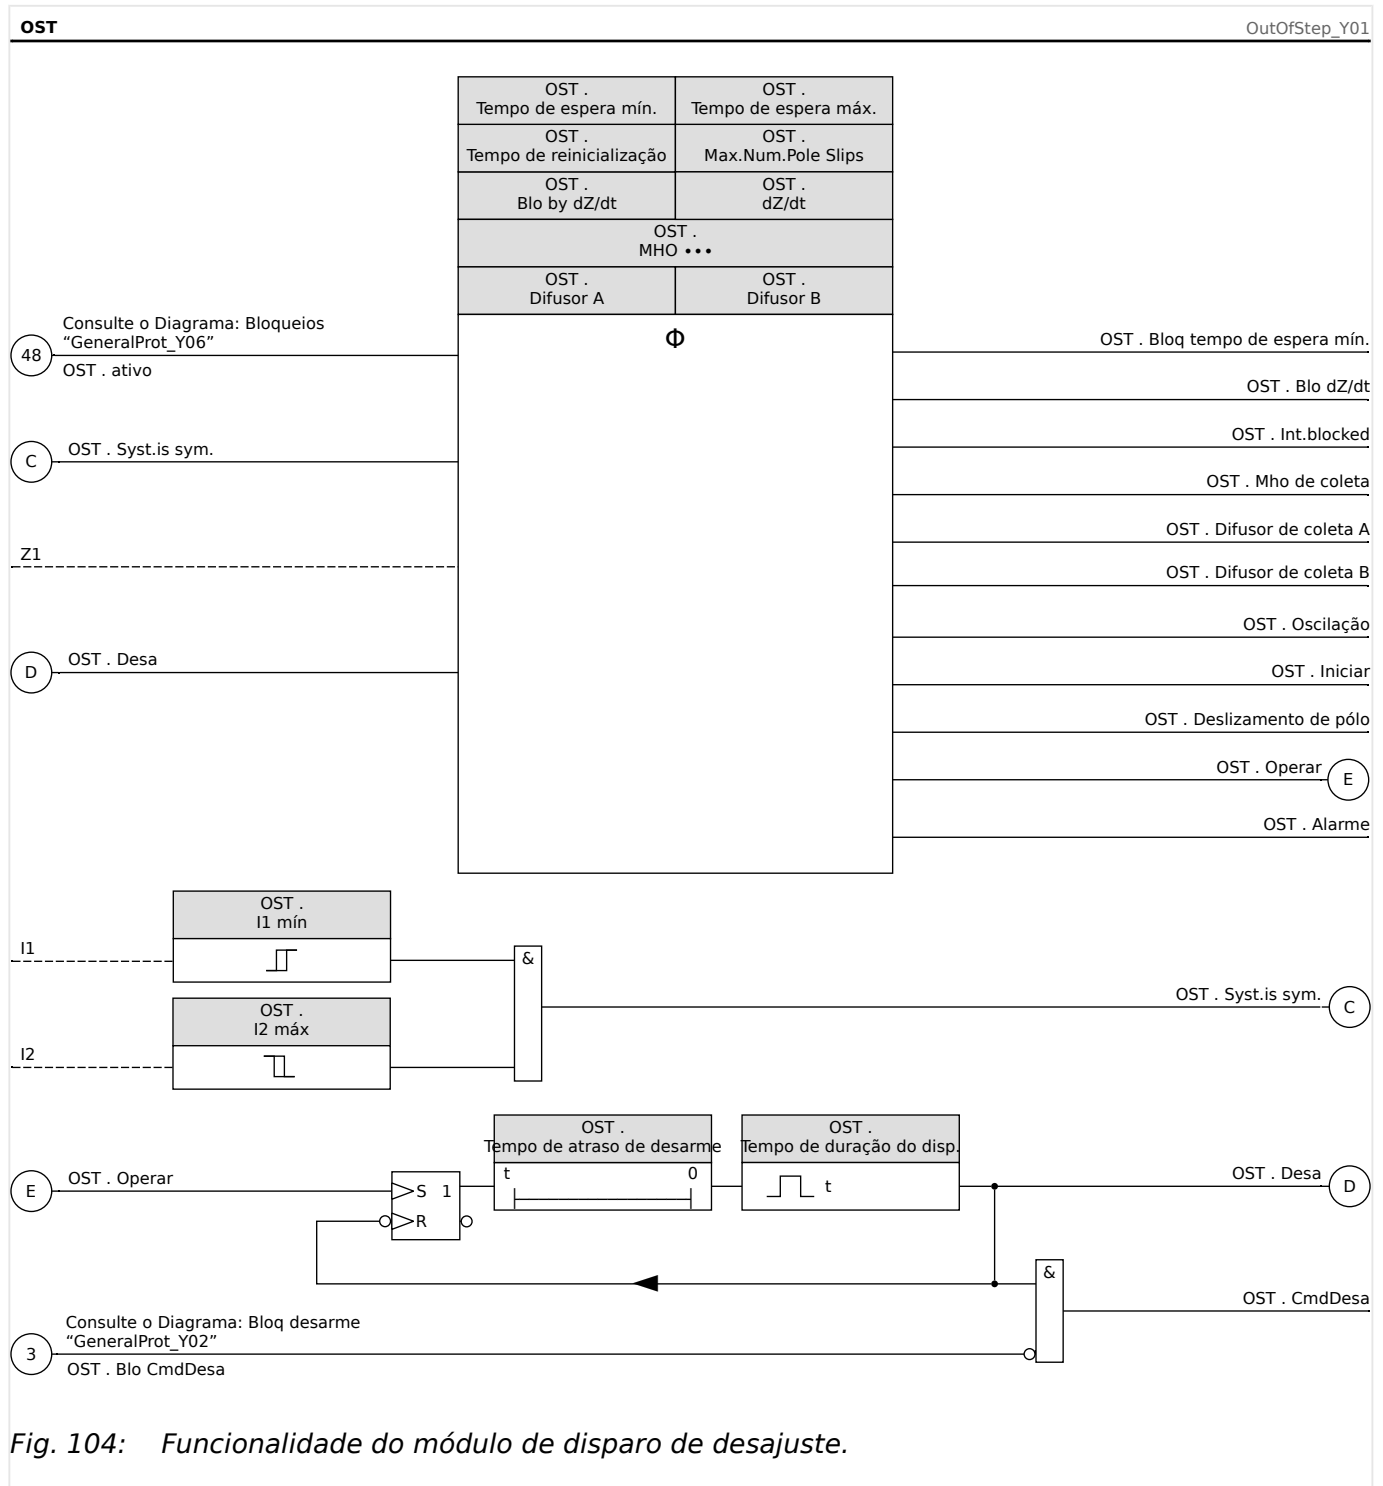 OST
OutOfStep_Y01
OST .
Tempo de espera mín.
OST .
Tempo de espera máx.
OST .
Tempo de reinicialização
OST .
Max.Num.Pole Slips
OST .
Blo by dZ/dt
OST .
dZ/dt
OST .
MHO •••
OST .
Difusor A
OST .
Difusor B
Φ
48
Consulte o Diagrama: Bloqueios
“GeneralProt_Y06”
OST . ativo
C
OST . Syst.is sym.
Z1
D
OST . Desa
OST . Bloq tempo de espera mín.
OST . Blo dZ/dt
OST . Int.blocked
OST . Mho de coleta
OST . Difusor de coleta A
OST . Difusor de coleta B
OST . Oscilação
OST . Iniciar
OST . Deslizamento de pólo
OST . Operar
E
OST . Alarme
OST .
I1 mín
I1
OST .
I2 máx
I2
&
OST . Syst.is sym.
C
E
OST . Operar
S 1
R
OST .
Tempo de atraso de desarme
t 0
OST .
Tempo de duração do disp.
t
OST . Desa
D
&
OST . CmdDesa
3
Consulte o Diagrama: Bloq desarme
“GeneralProt_Y02”
OST . Blo CmdDesa
Fig. 104: Funcionalidade do módulo de disparo de desajuste.